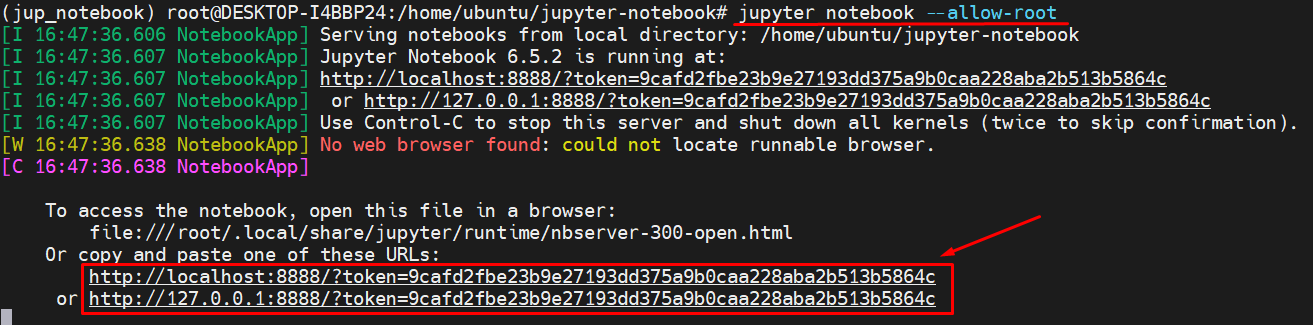 (jup_notebook) root@DESKTOP-I4BBP24:/home/ubuntu/jupyter-notebook# jupyter notebook --allow-root
[I 16:47:36.606 NotebookApp] Serving notebooks from local directory: /home/ubuntu/jupyter-notebook
[I 16:47:36.607 NotebookApp] Jupyter Notebook 6.5.2 is running at:
[I 16:47:36.607 NotebookApp] http://localhost:8888/?token=9cafd2fbe23b9e27193dd375a9b0caa228aba2b513b5864c
[I 16:47:36.607 NotebookApp]  or http://127.0.0.1:8888/?token=9cafd2fbe23b9e27193dd375a9b0caa228aba2b513b5864c
[I 16:47:36.607 NotebookApp] Use Control-C to stop this server and shut down all kernels (twice to skip confirmation).
[W 16:47:36.638 NotebookApp] No web browser found: could not locate runnable browser.
[C 16:47:36.638 NotebookApp]
To access the notebook, open this file in a browser:
file:///root/.local/share/jupyter/runtime/nbserver-300-open.html
Or copy and paste one of these URLs:
http://localhost:8888/?token=9cafd2fbe23b9e27193dd375a9b0caa228aba2b513b5864c
or http://127.0.0.1:8888/?token=9cafd2fbe23b9e27193dd375a9b0caa228aba2b513b5864c